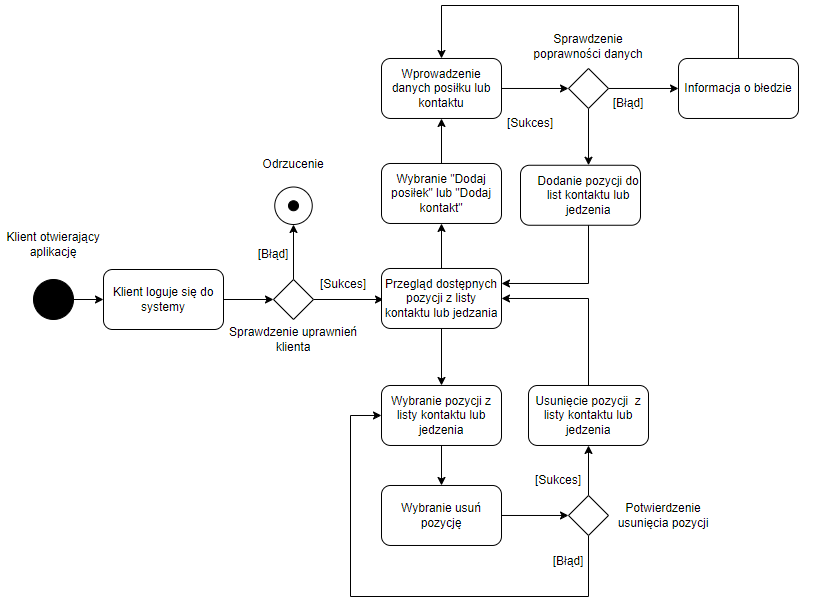 Sprawdzenie
poprawności danych
Wprowadzenie
danych posiłku lub
kontaktu
[Sukces]
[Błąd]
Informacja o błedzie
Odrzucenie
Wybranie "Dodaj
posiłek" lub "Dodaj
kontakt"
Dodanie pozycji do
list kontaktu lub
jedzenia
Klient otwierający
aplikację
[Błąd]
Klient loguje się do
systemy
[Sukces]
Sprawdzenie uprawnień
klienta
Przegląd dostępnych
pozycji z listy
kontaktu lub jedzania
Wybranie pozycji z
listy kontaktu lub
jedzenia
Usunięcie pozycji z
listy kontaktu lub
jedzenia
Wybranie usuń
pozycję
[Sukces]
Potwierdzenie
usunięcia pozycji
[Błąd]